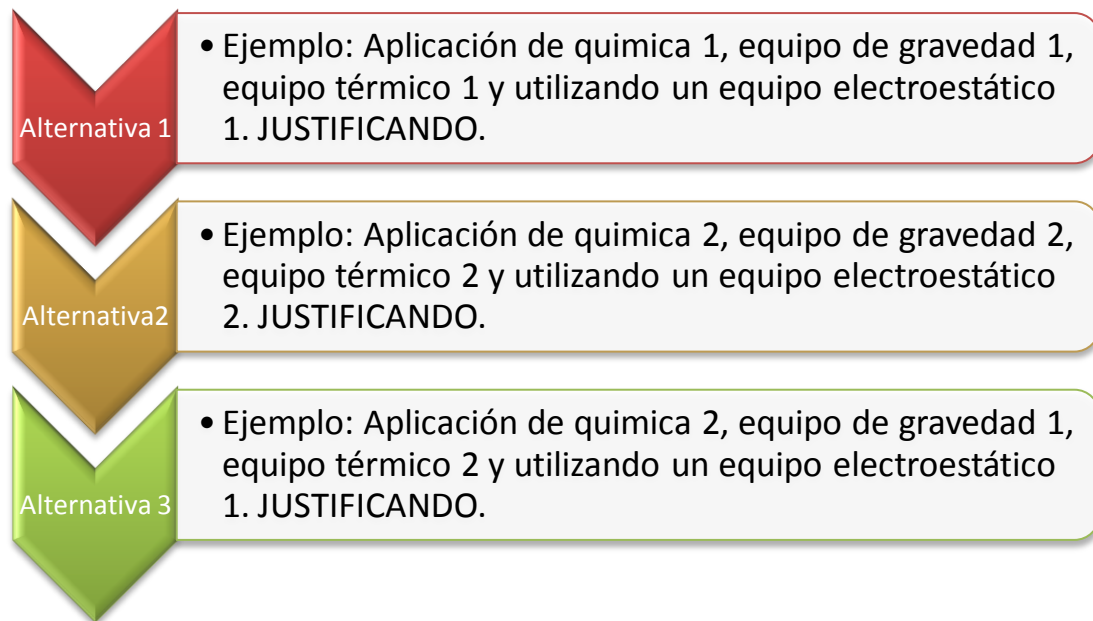 Alternativa 1
• Ejemplo: Aplicación de quimica 1, equipo de gravedad 1,
equipo térmico 1 y utilizando un equipo electroestático
1. JUSTIFICANDO.
Alternativa2
• Ejemplo: Aplicación de quimica 2, equipo de gravedad 2,
equipo térmico 2 y utilizando un equipo electroestático
2. JUSTIFICANDO.
Alternativa 3
• Ejemplo: Aplicación de quimica 2, equipo de gravedad 1,
equipo térmico 2 y utilizando un equipo electroestático
1. JUSTIFICANDO.